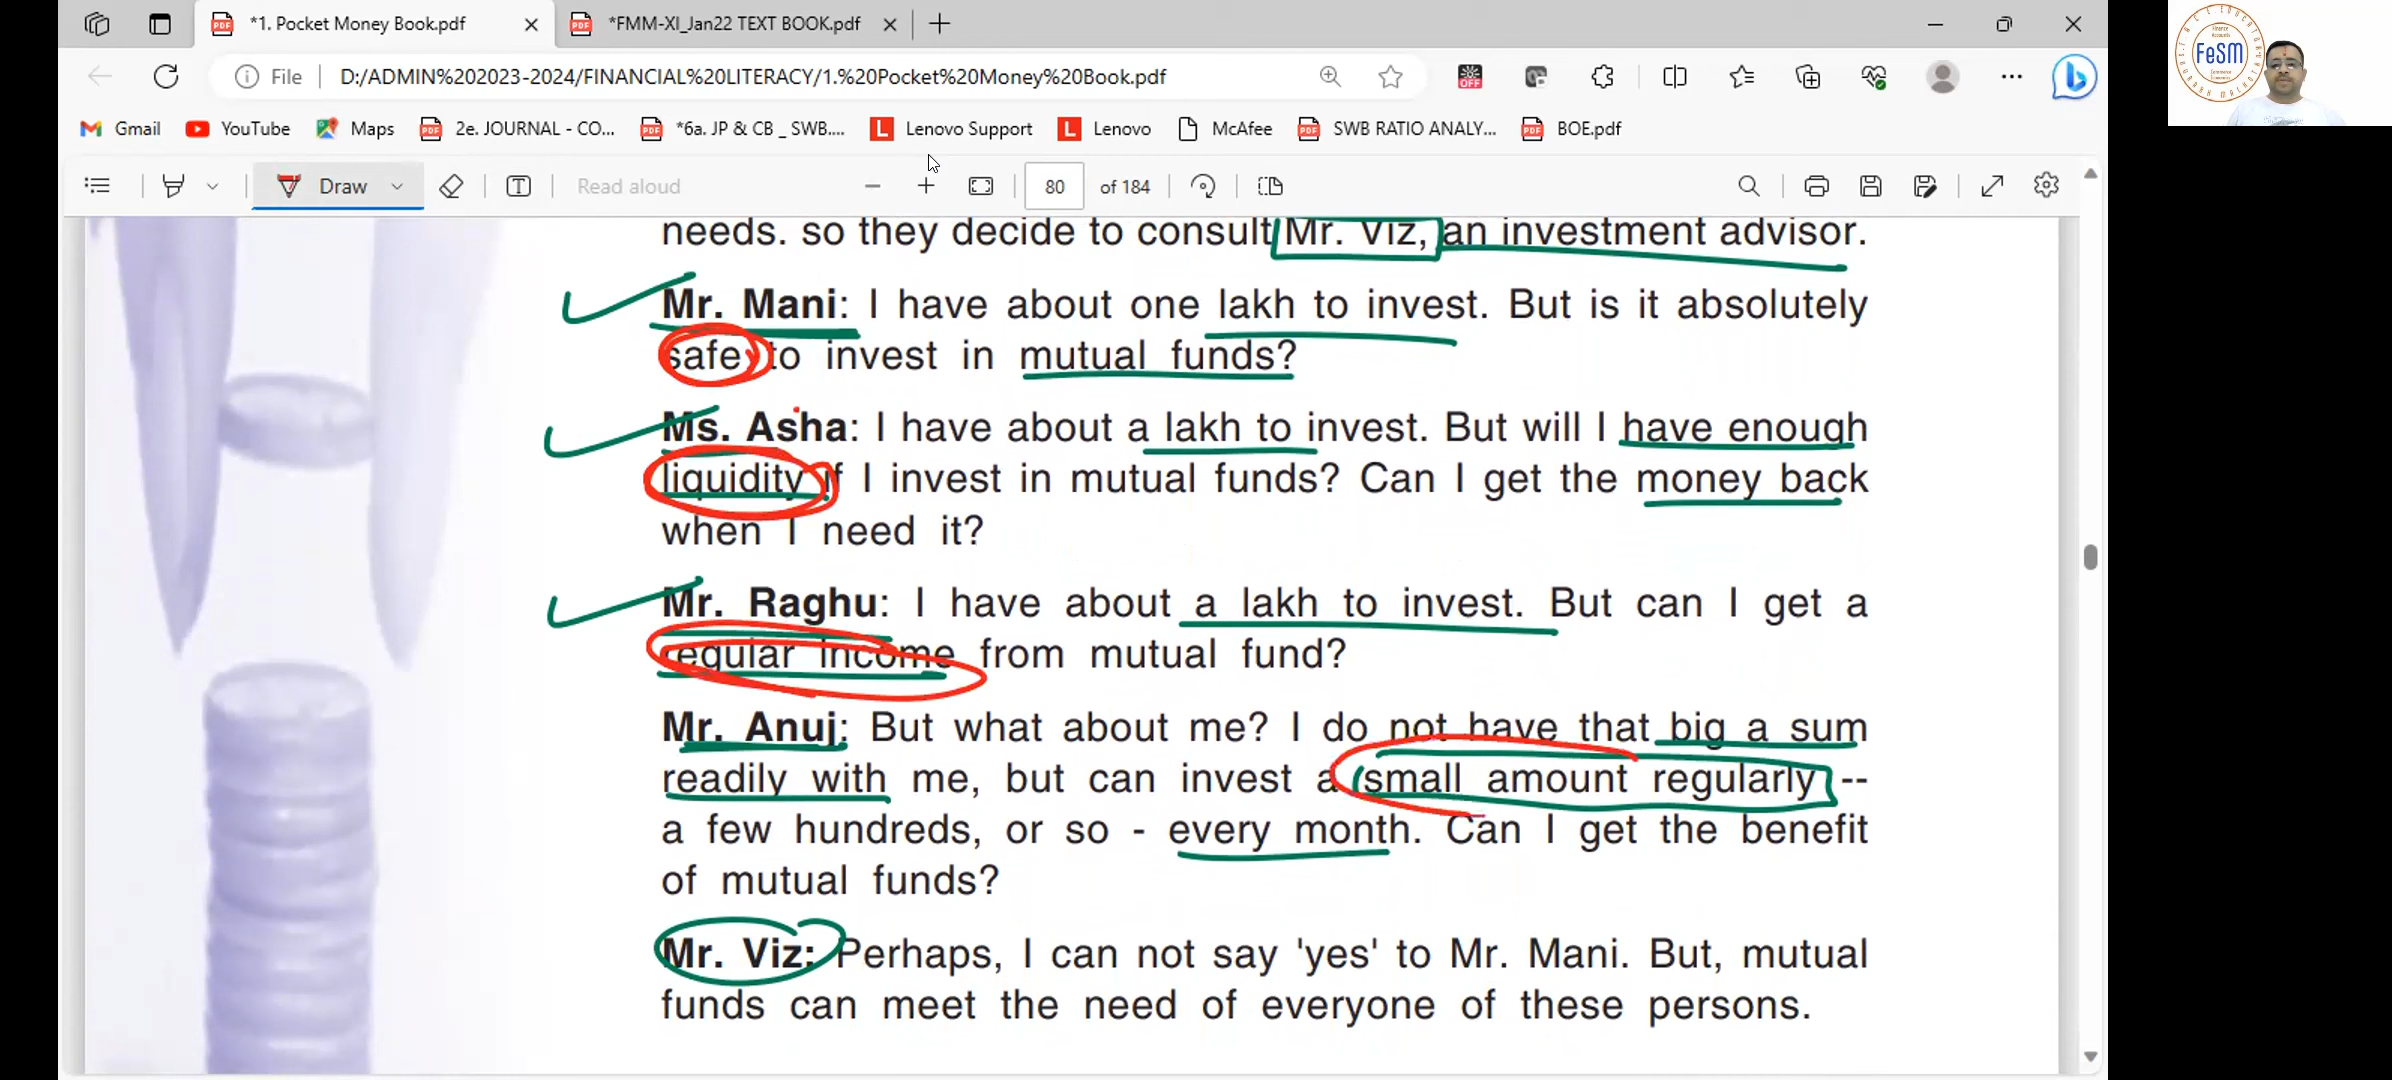 *1. Pocket Money Book.pdf
*FMM-XI_Jan22 TEXT BOOK.pdf
File
D:/ADMIN%202023-2024/FINANCIAL%20LITERACY/1.%20Pocket%20Money%20Book.pdf
OFF
Gmail YouTube Maps 2e. JOURNAL - CO... *6a. JP & CB _ SWB.... Lenovo Support Lenovo McAfee SWB RATIO ANALY... BOE.pdf
Draw Read aloud 80 of 184
needs. so they decide to consult Mr. Viz, an investment advisor.
Mr. Mani: I have about one lakh to invest. But is it absolutely
safe to invest in mutual funds?
Ms. Asha: I have about a lakh to invest. But will I have enough
liquidity if I invest in mutual funds? Can I get the money back
when I need it?
Mr. Raghu: I have about a lakh to invest. But can I get a
regular income from mutual fund?
Mr. Anuj: But what about me? I do not have that big a sum
readily with me, but can invest a small amount regularly --
a few hundreds, or so - every month. Can I get the benefit
of mutual funds?
Mr. Viz: Perhaps, I can not say 'yes' to Mr. Mani. But, mutual
funds can meet the need of everyone of these persons.
FeSM